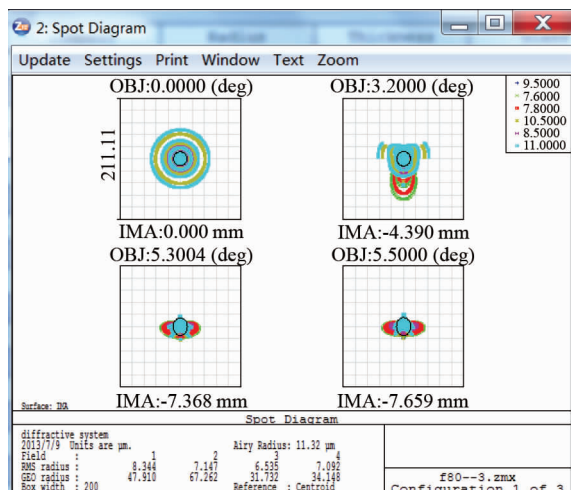 2: Spot Diagram
Update Settings Print Window Text Zoom
OBJ:0.0000 (deg) OBJ:3.2000 (deg)
9.5000
7.6000
7.8000
10.5000
8.5000
11.0000
211.11
IMA:0.000 mm IMA:-4.390 mm
OBJ:5.3004 (deg) OBJ:5.5000 (deg)
Surface: IMA
IMA:-7.368 mm IMA:-7.659 mm
Spot Diagram
diffractive system
2013/7/9 Units are µm. Airy Radius: 11.32 µm
Field : 1 2 3 4
RMS radius : 8.344 7.147 6.535 7.092
GEO radius : 47.910 67.262 31.732 34.148
Box width : 200 Reference : Centroid
f80--3.zmx
Configuration 1 of 3